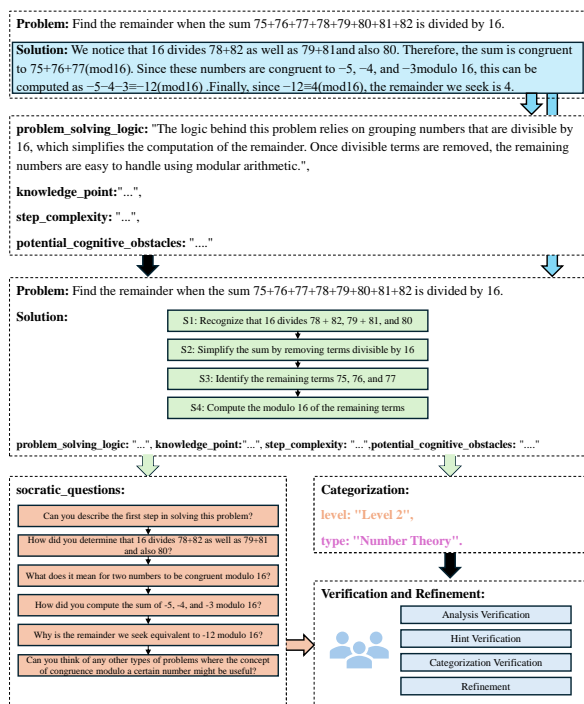 Problem: Find the remainder when the sum 75+76+77+78+79+80+81+82 is divided by 16.
Solution: We notice that 16 divides 78+82 as well as 79+81and also 80. Therefore, the sum is congruent
to 75+76+77(mod16). Since these numbers are congruent to −5, −4, and −3modulo 16, this can be
computed as −5−4−3≡−12(mod16) .Finally, since −12≡4(mod16), the remainder we seek is 4.
problem_solving_logic: "The logic behind this problem relies on grouping numbers that are divisible by
16, which simplifies the computation of the remainder. Once divisible terms are removed, the remaining
numbers are easy to handle using modular arithmetic.",
knowledge_point:"...",
step_complexity: "...",
potential_cognitive_obstacles: "...."
Problem: Find the remainder when the sum 75+76+77+78+79+80+81+82 is divided by 16.
Solution:
S1: Recognize that 16 divides 78 + 82, 79 + 81, and 80
S2: Simplify the sum by removing terms divisible by 16
S3: Identify the remaining terms 75, 76, and 77
S4: Compute the modulo 16 of the remaining terms
problem_solving_logic: "...", knowledge_point:"...", step_complexity: "...",potential_cognitive_obstacles: "...."
socratic_questions:
Can you describe the first step in solving this problem?
How did you determine that 16 divides 78+82 as well as 79+81
and also 80?
What does it mean for two numbers to be congruent modulo 16?
How did you compute the sum of -5, -4, and -3 modulo 16?
Why is the remainder we seek equivalent to -12 modulo 16?
Can you think of any other types of problems where the concept
of congruence modulo a certain number might be useful?
Categorization:
level: "Level 2",
type: "Number Theory".
Verification and Refinement:
Analysis Verification
Hint Verification
Categorization Verification
Refinement